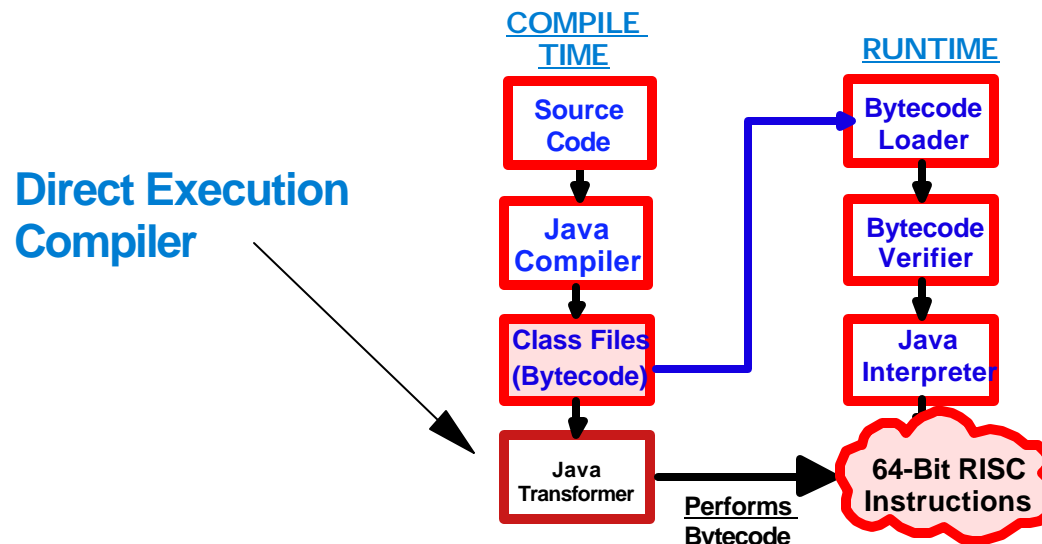 COMPILE
TIME
RUNTIME
Source
Code
Bytecode
Loader
Direct Execution
Compiler
Java
Compiler
Bytecode
Verifier
Class Files
(Bytecode)
Java
Interpreter
Java
Transformer
64-Bit RISC
Instructions
Performs
Bytecode